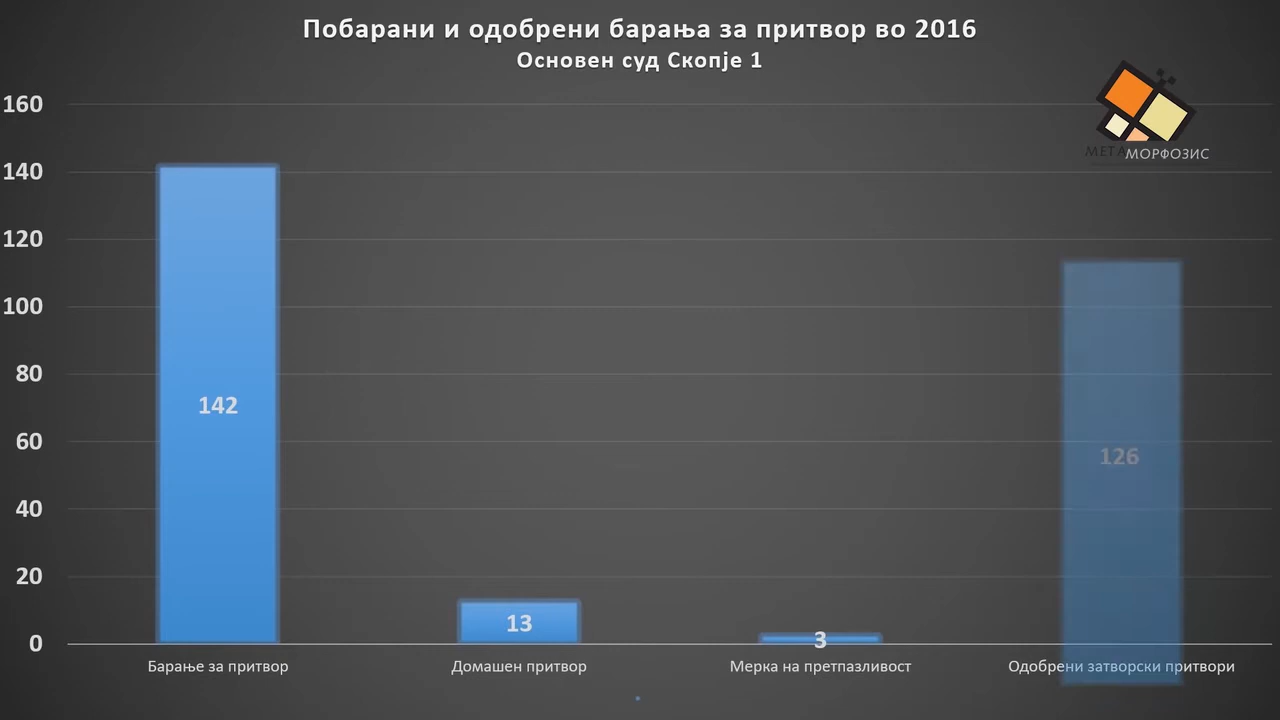 Побарани и одобрени барања за притвор во 2016
Основен суд Скопје 1
МЕТАМОРФОЗИС
160
140
120
100
80
60
40
20
0
142
13
3
126
Барање за притвор
Домашен притвор
Мерка на претпазливост
Одобрени затворски притвори